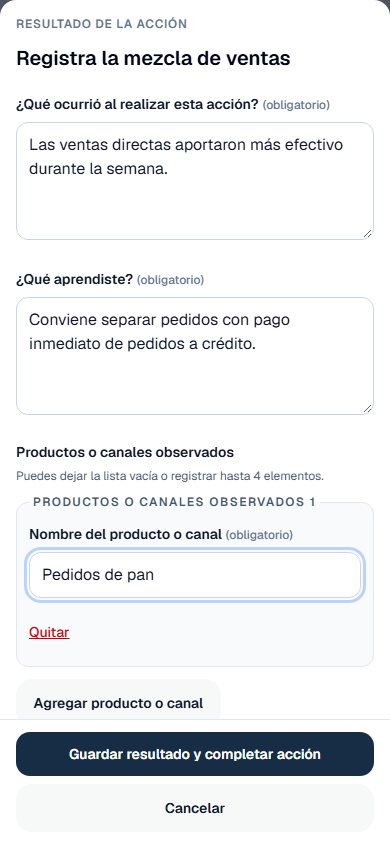 RESULTADO DE LA ACCIÓN
Registra la mezcla de ventas
¿Qué ocurrió al realizar esta acción? (obligatorio)
Las ventas directas aportaron más efectivo
durante la semana.
¿Qué aprendiste? (obligatorio)
Conviene separar pedidos con pago
inmediato de pedidos a crédito.
Productos o canales observados
Puedes dejar la lista vacía o registrar hasta 4 elementos.
PRODUCTOS O CANALES OBSERVADOS 1
Nombre del producto o canal (obligatorio)
Pedidos de pan
Quitar
Agregar producto o canal
Guardar resultado y completar acción
Cancelar